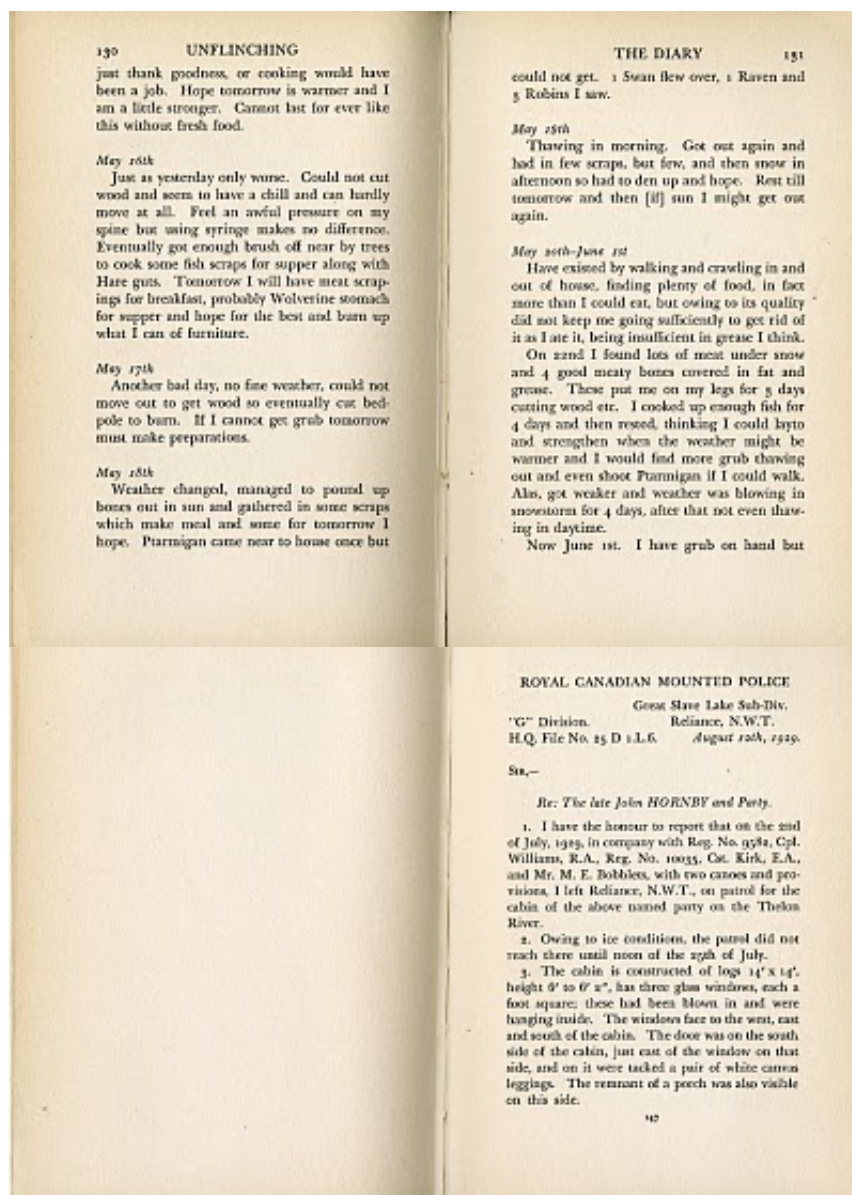 130 UNFLINCHING
just thank goodness, or cooking would have
been a job. Hope tomorrow is warmer and I
am a little stronger. Cannot last for ever like
this without fresh food.
May 16th
Just as yesterday only worse. Could not cut
wood and seem to have a chill and can hardly
move at all. Feel an awful pressure on my
spine but using syringe makes no difference.
Eventually got enough brush off near by trees
to cook some fish scraps for supper along with
Hare guts. Tomorrow I will have meat scrap-
ings for breakfast, probably Wolverine stomach
for supper and hope for the best and burn up
what I can of furniture.
May 17th
Another bad day, no fine weather, could not
move out to get wood so eventually cut bed-
pole to burn. If I cannot get grub tomorrow
must make preparations.
May 18th
Weather changed, managed to pound up
bones out in sun and gathered in some scraps
which make meal and some for tomorrow I
hope. Ptarmigan came near to house once but
THE DIARY 131
could not get. 1 Swan flew over, 1 Raven and
3 Robins I saw.
May 19th
Thawing in morning. Got out again and
had in few scraps, but few, and then snow in
afternoon so had to den up and hope. Rest till
tomorrow and then [if] sun I might get out
again.
May 20th–June 1st
Have existed by walking and crawling in and
out of house, finding plenty of food, in fact
more than I could eat, but owing to its quality
did not keep me going sufficiently to get rid of
it as I ate it, being insufficient in grease I think.
On 22nd I found lots of meat under snow
and 4 good meaty bones covered in fat and
grease. These put me on my legs for 3 days
cutting wood etc. I cooked up enough fish for
4 days and then rested, thinking I could layto
and strengthen when the weather might be
warmer and I would find more grub thawing
out and even shoot Ptarmigan if I could walk.
Alas, got weaker and weather was blowing in
snowstorm for 4 days, after that not even thaw-
ing in daytime.
Now June 1st. I have grub on hand but
ROYAL CANADIAN MOUNTED POLICE
Great Slave Lake Sub-Div.
"G" Division. Reliance, N.W.T.
H.Q. File No. 25 D 1.L.6. August 12th, 1929.
Sir,—
Re: The late John HORNBY and Party.
1. I have the honour to report that on the 2nd
of July, 1929, in company with Reg. No. 9582, Cpl.
Williams, R.A., Reg. No. 10035, Cst. Kirk, E.A.,
and Mr. M. E. Bobblets, with two canoes and pro-
visions, I left Reliance, N.W.T., on patrol for the
cabin of the above named party on the Thelon
River.
2. Owing to ice conditions, the patrol did not
reach there until noon of the 25th of July.
3. The cabin is constructed of logs 14' x 14',
height 6' to 6' 2", has three glass windows, each a
foot square; these had been blown in and were
hanging inside. The windows face to the west, east
and south of the cabin. The door was on the south
side of the cabin, just east of the window on that
side, and on it were tacked a pair of white canvas
leggings. The remnant of a porch was also visible
on this side.
147